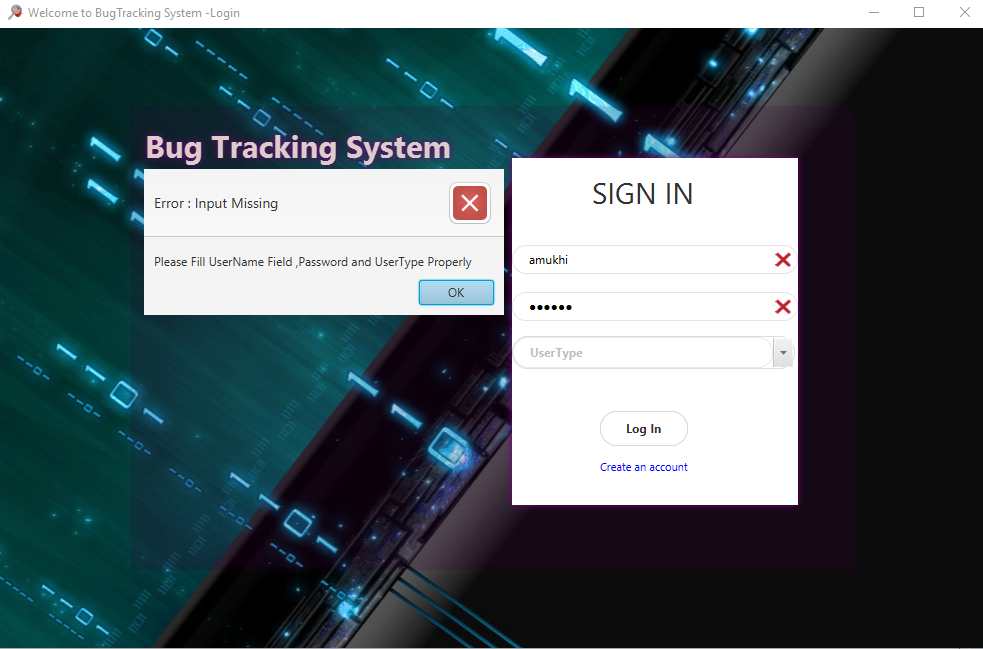 Welcome to BugTracking System -Login
Bug Tracking System
Error : Input Missing
Please Fill UserName Field ,Password and UserType Properly
OK
SIGN IN
amukhi
••••••
UserType
Log In
Create an account